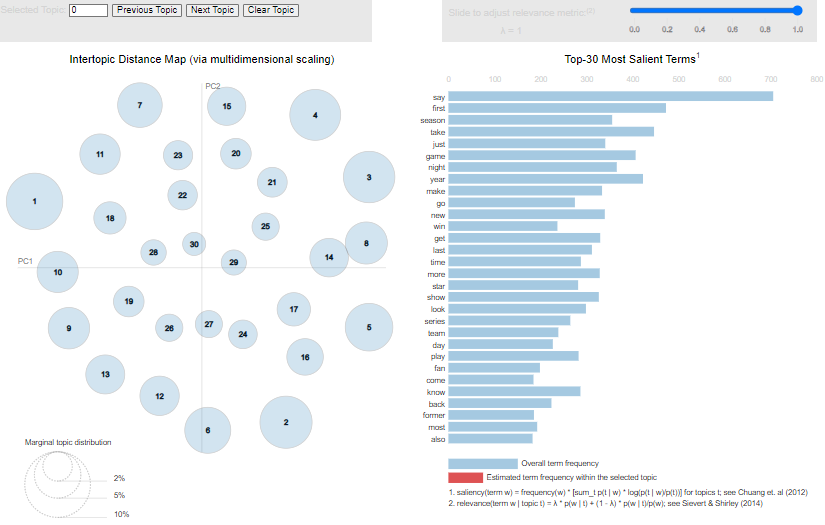 Selected Topic: 0 Previous Topic Next Topic Clear Topic
Slide to adjust relevance metric:(2)
λ = 1
0.0 0.2 0.4 0.6 0.8 1.0
Intertopic Distance Map (via multidimensional scaling)
PC2
PC1
7
15
4
11
23
20
3
21
22
1
18
25
30
8
28
14
29
10
19
17
27
26
9
24
5
16
13
12
2
6
Marginal topic distribution
2%
5%
10%
Top-30 Most Salient Terms1
0 100 200 300 400 500 600 700 800
say
first
season
take
just
game
night
year
make
go
new
win
get
last
time
more
star
show
look
series
team
day
play
fan
come
know
back
former
most
also
Overall term frequency
Estimated term frequency within the selected topic
1. saliency(term w) = frequency(w) * [sum_t p(t | w) * log(p(t | w)/p(t))] for topics t; see Chuang et. al (2012)
2. relevance(term w | topic t) = λ * p(w | t) + (1 - λ) * p(w | t)/p(w); see Sievert & Shirley (2014)